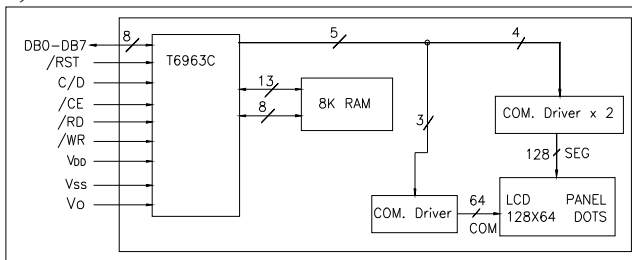 DB0-DB7
8
/RST
C/D
/CE
/RD
/WR
VDD
Vss
Vo
T6963C
5
4
13
8
8K RAM
3
COM. Driver x 2
128 SEG
COM. Driver
64
COM
LCD PANEL
128X64 DOTS